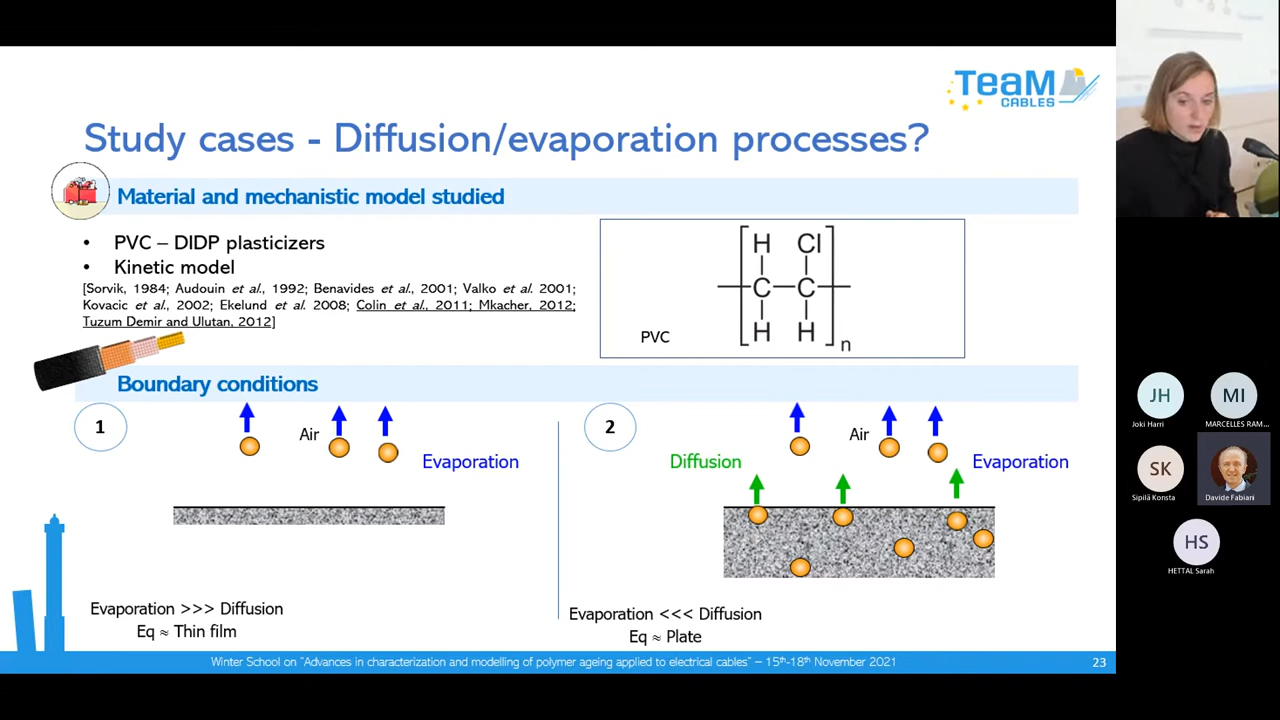 TeaM
CABLES
Study cases - Diffusion/evaporation processes?
Material and mechanistic model studied
• PVC – DIDP plasticizers
• Kinetic model
[Sorvik, 1984; Audouin et al., 1992; Benavides et al., 2001; Valko et al. 2001;
Kovacic et al., 2002; Ekelund et al. 2008; Colin et al., 2011; Mkacher, 2012;
Tuzum Demir and Ulutan, 2012]
H Cl
C C
H H
n
PVC
Boundary conditions
1
Air
Evaporation
Evaporation >>> Diffusion
Eq ≈ Thin film
2
Air
Diffusion
Evaporation
Evaporation <<< Diffusion
Eq ≈ Plate
Winter School on "Advances in characterization and modelling of polymer ageing applied to electrical cables" – 15th-18th November 2021
23
JH
Joki Harri
MI
MARCELLES RAM...
SK
Sipilä Konsta
Davide Fabiani
HS
HETTAL Sarah